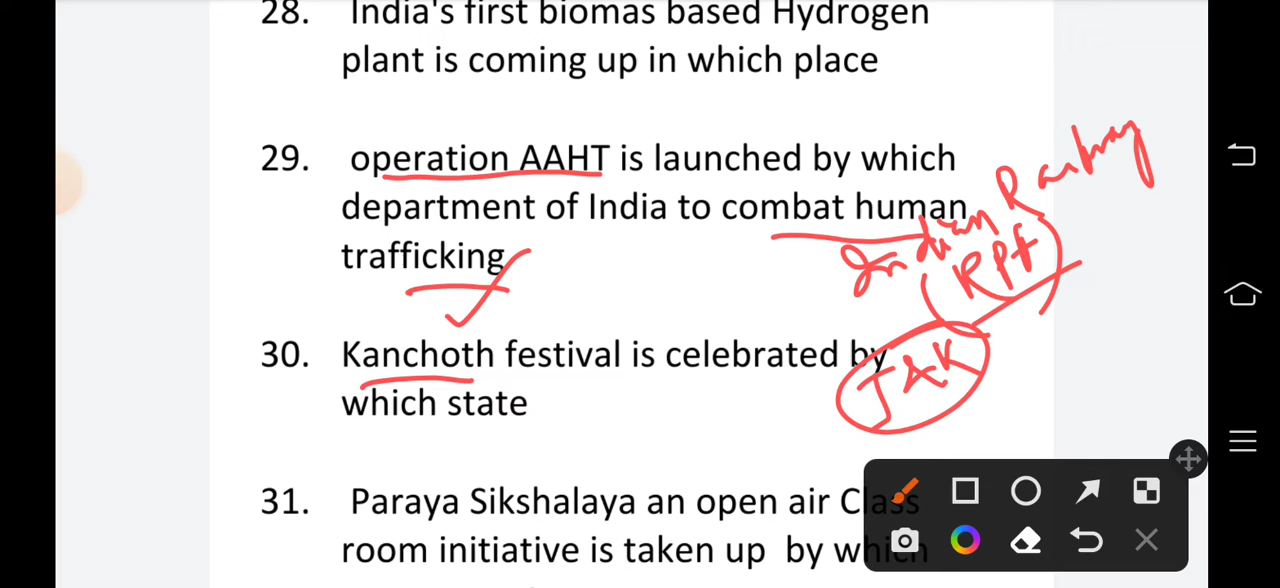 28. India's first biomas based Hydrogen
plant is coming up in which place
29. operation AAHT is launched by which
department of India to combat human
trafficking
Indian Railway
(RPf)
30. Kanchoth festival is celebrated by
which state
J&K
31. Paraya Sikshalaya an open air Class
room initiative is taken up by which